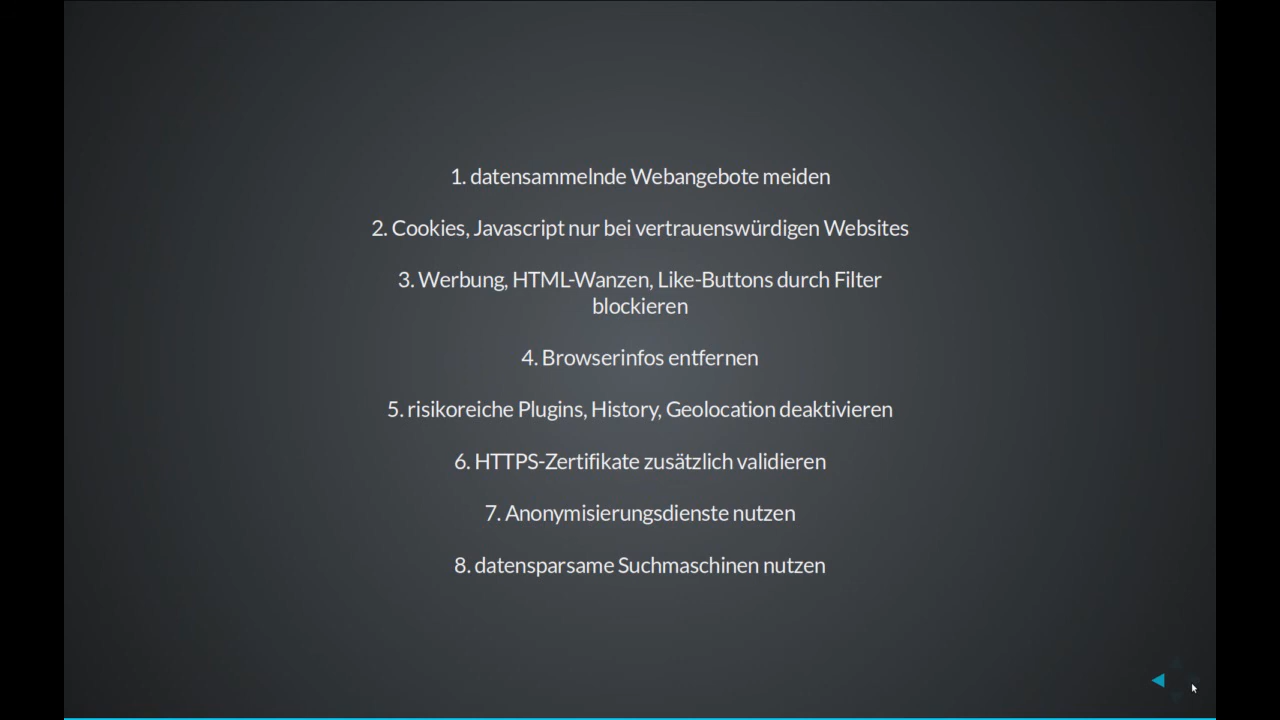 1. datensammelnde Webangebote meiden
2. Cookies, Javascript nur bei vertrauenswürdigen Websites
3. Werbung, HTML-Wanzen, Like-Buttons durch Filter
blockieren
4. Browserinfos entfernen
5. risikoreiche Plugins, History, Geolocation deaktivieren
6. HTTPS-Zertifikate zusätzlich validieren
7. Anonymisierungsdienste nutzen
8. datensparsame Suchmaschinen nutzen